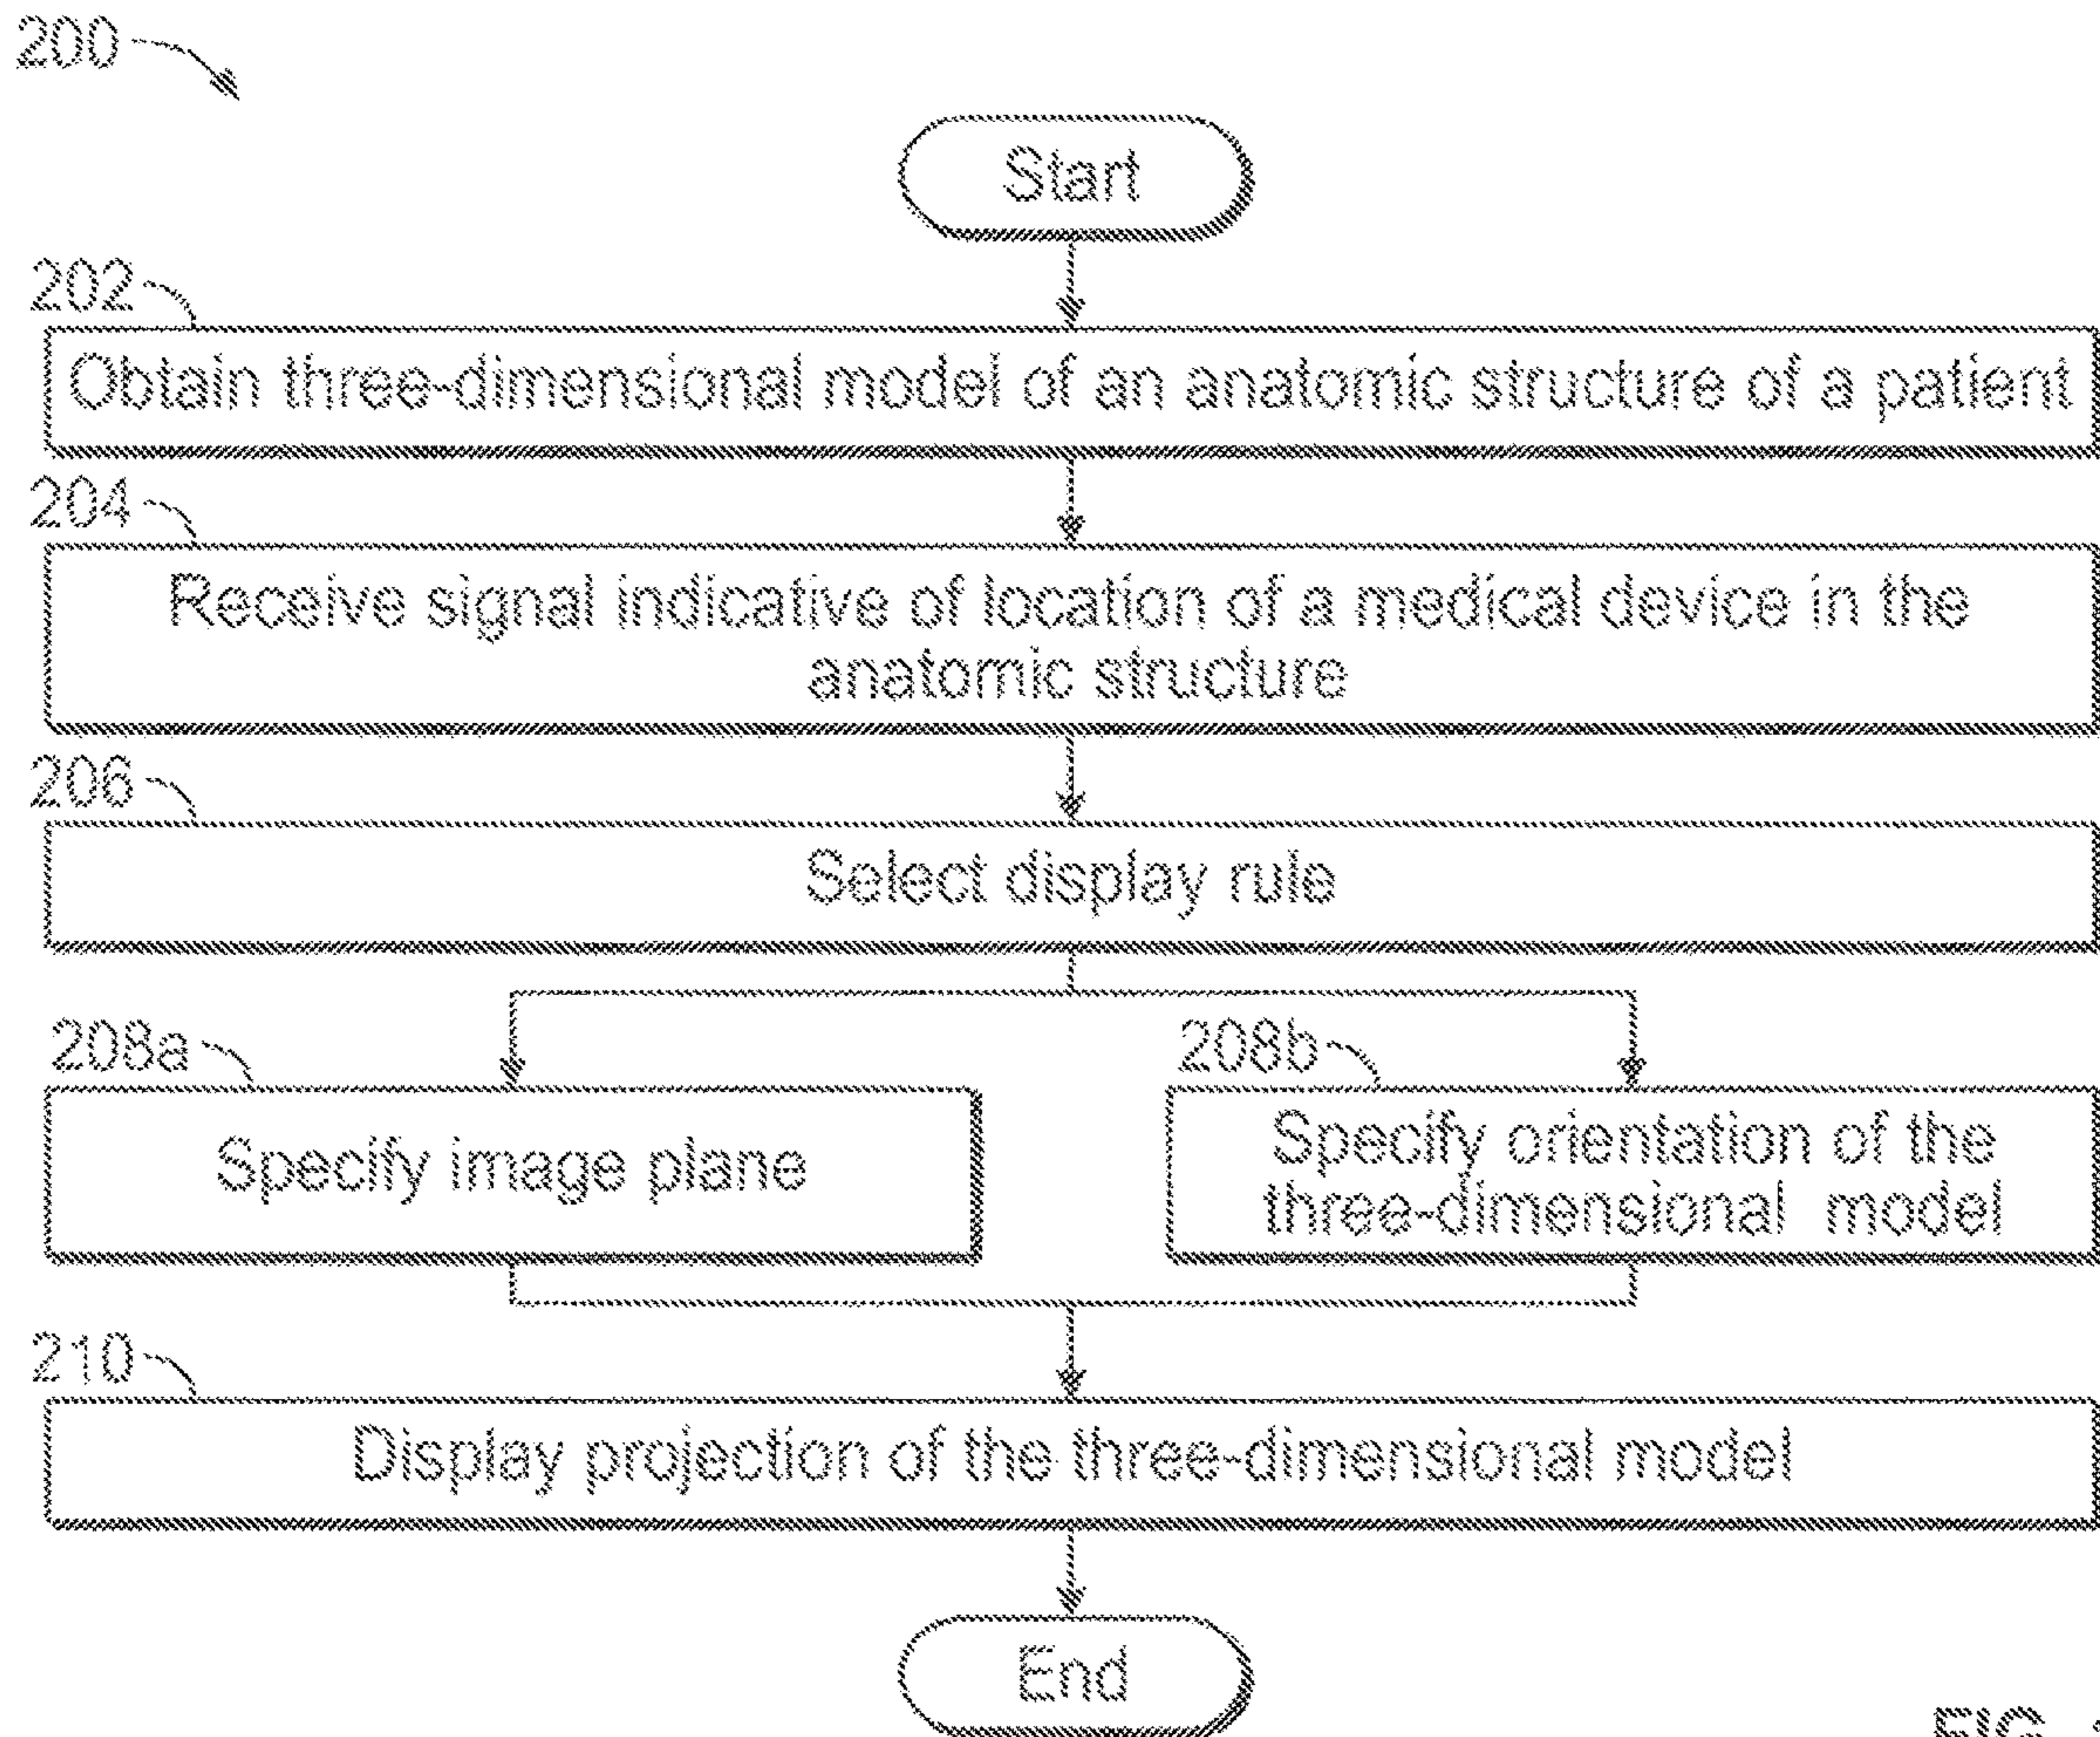 200
Start
202
Obtain three-dimensional model of an anatomic structure of a patient
204
Receive signal indicative of location of a medical device in the
anatomic structure
206
Select display rule
208a
Specify image plane
208b
Specify orientation of the
three-dimensional model
210
Display projection of the three-dimensional model
End
FIG.